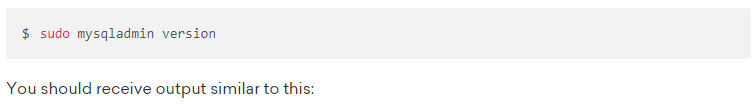 $ sudo mysqladmin version
You should receive output similar to this: